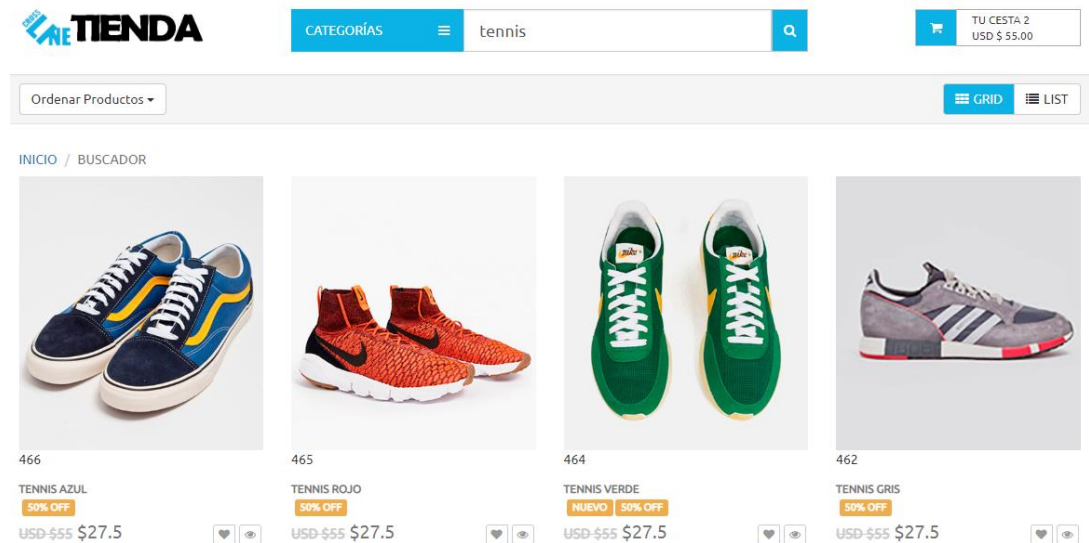 CROSS
LINE TIENDA
CATEGORÍAS
tennis
TU CESTA 2
USD $ 55.00
Ordenar Productos
GRID
LIST
INICIO / BUSCADOR
466
465
464
462
TENNIS AZUL
TENNIS ROJO
TENNIS VERDE
TENNIS GRIS
50% OFF
50% OFF
NUEVO 50% OFF
50% OFF
USD $55 $27.5
USD $55 $27.5
USD $55 $27.5
USD $55 $27.5